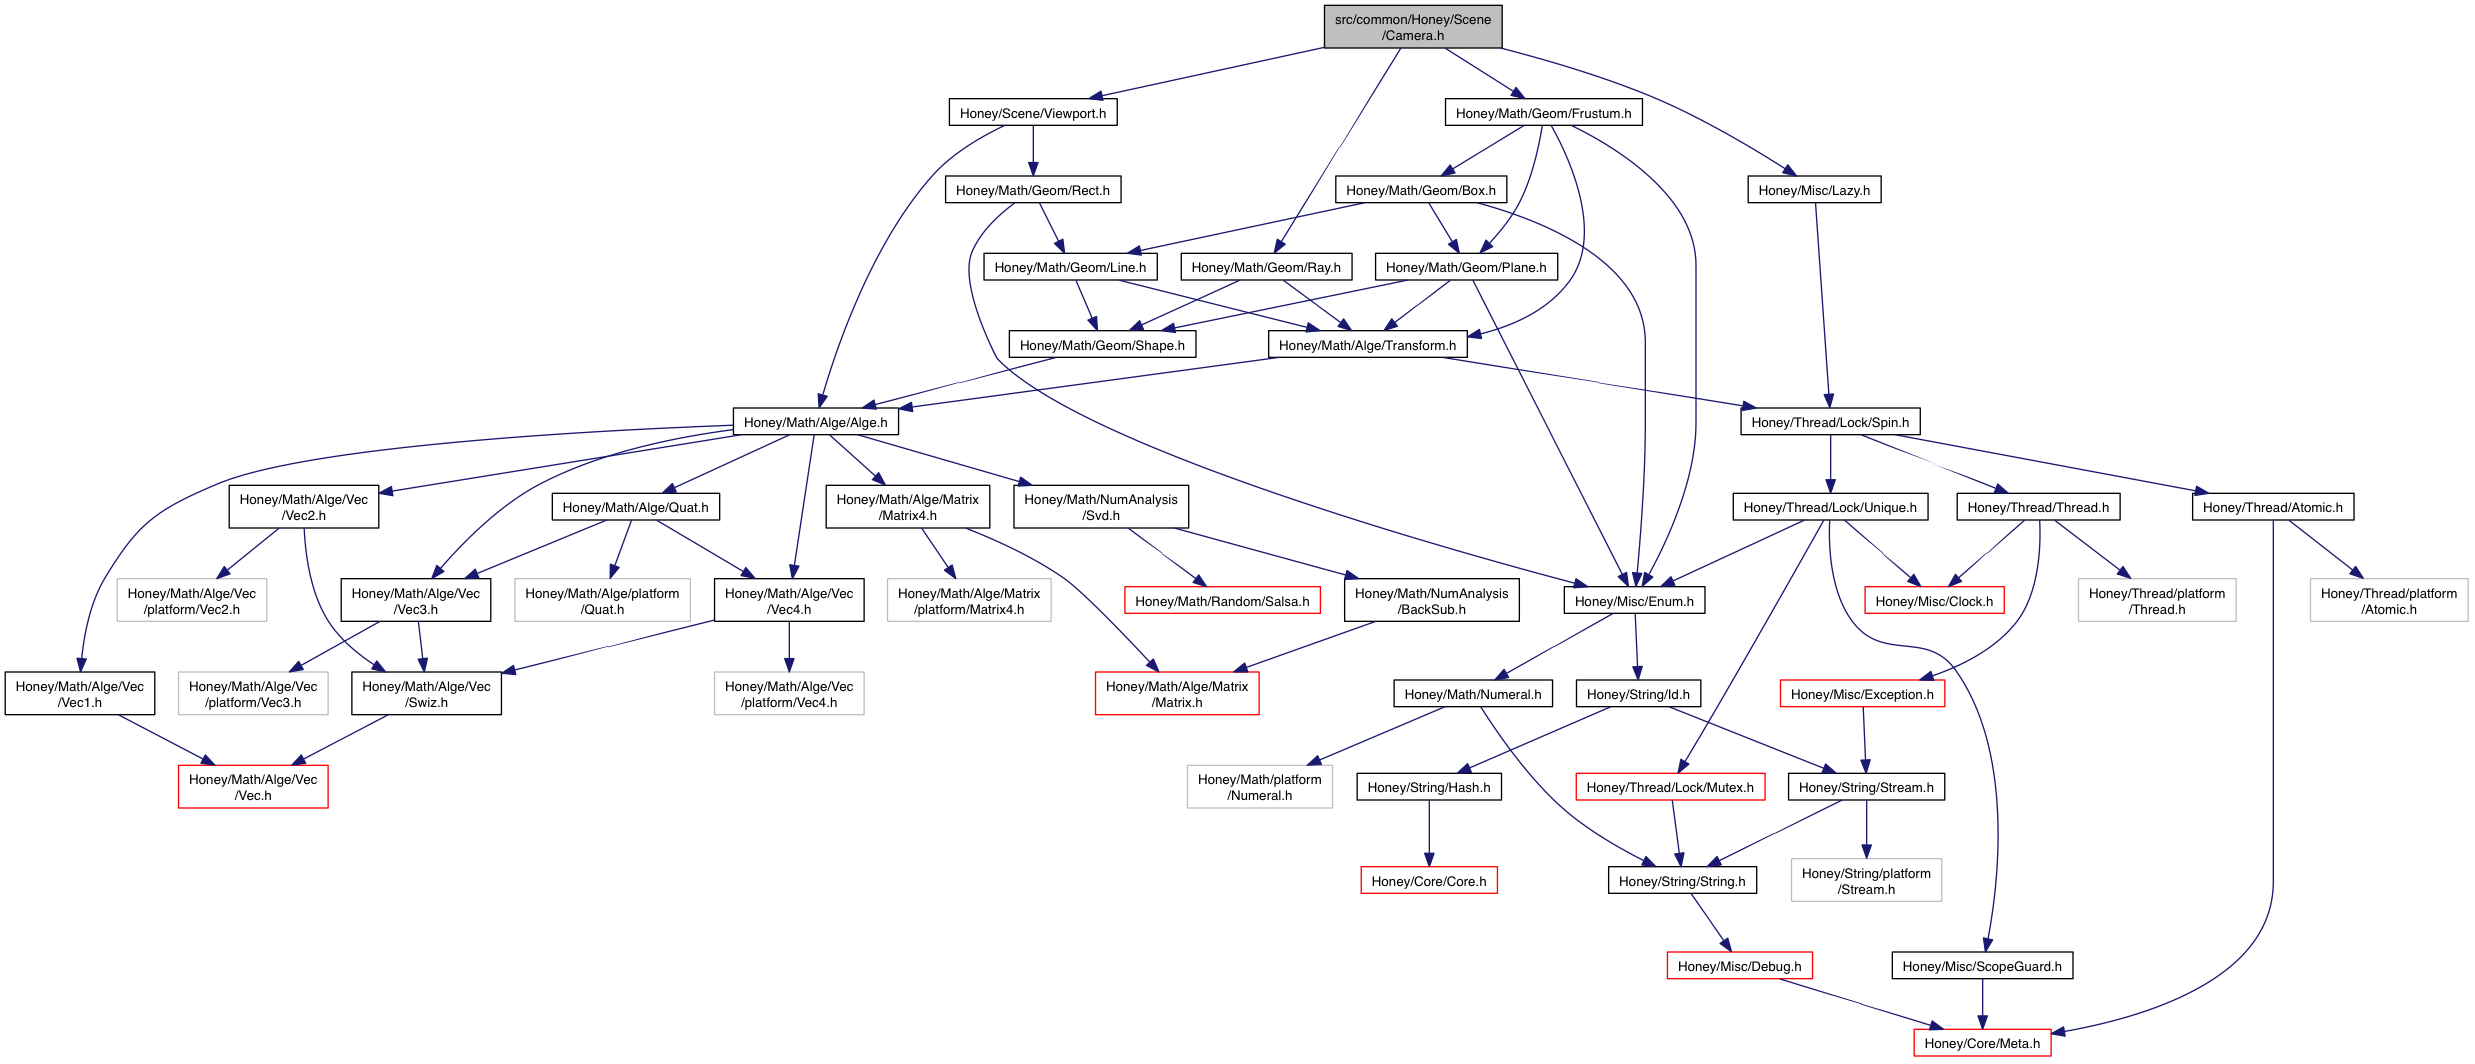 src/common/Honey/Scene
/Camera.h
Honey/Scene/Viewport.h
Honey/Math/Geom/Frustum.h
Honey/Math/Geom/Rect.h
Honey/Math/Geom/Box.h
Honey/Misc/Lazy.h
Honey/Math/Geom/Line.h
Honey/Math/Geom/Ray.h
Honey/Math/Geom/Plane.h
Honey/Math/Geom/Shape.h
Honey/Math/Alge/Transform.h
Honey/Math/Alge/Alge.h
Honey/Thread/Lock/Spin.h
Honey/Math/Alge/Vec
/Vec2.h
Honey/Math/Alge/Quat.h
Honey/Math/Alge/Matrix
/Matrix4.h
Honey/Math/NumAnalysis
/Svd.h
Honey/Thread/Lock/Unique.h
Honey/Thread/Thread.h
Honey/Thread/Atomic.h
Honey/Math/Alge/Vec
/platform/Vec2.h
Honey/Math/Alge/Vec
/Vec3.h
Honey/Math/Alge/platform
/Quat.h
Honey/Math/Alge/Vec
/Vec4.h
Honey/Math/Alge/Matrix
/platform/Matrix4.h
Honey/Math/Random/Salsa.h
Honey/Math/NumAnalysis
/BackSub.h
Honey/Misc/Enum.h
Honey/Misc/Clock.h
Honey/Thread/platform
/Thread.h
Honey/Thread/platform
/Atomic.h
Honey/Math/Alge/Vec
/Vec1.h
Honey/Math/Alge/Vec
/platform/Vec3.h
Honey/Math/Alge/Vec
/Swiz.h
Honey/Math/Alge/Vec
/platform/Vec4.h
Honey/Math/Alge/Matrix
/Matrix.h
Honey/Math/Numeral.h
Honey/String/Id.h
Honey/Misc/Exception.h
Honey/Math/Alge/Vec
/Vec.h
Honey/Math/platform
/Numeral.h
Honey/String/Hash.h
Honey/Thread/Lock/Mutex.h
Honey/String/Stream.h
Honey/Core/Core.h
Honey/String/String.h
Honey/String/platform
/Stream.h
Honey/Misc/Debug.h
Honey/Misc/ScopeGuard.h
Honey/Core/Meta.h